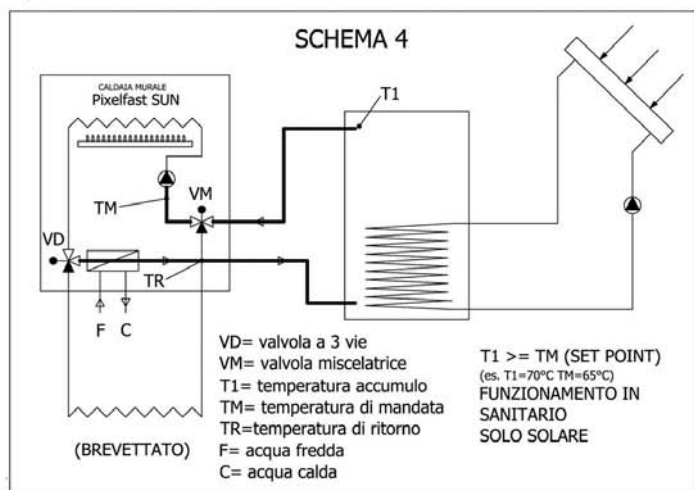 SCHEMA 4
CALDAIA MURALE
Pixelfast SUN
T1
VM
TM
VD
TR
F C
VD= valvola a 3 vie
VM= valvola miscelatrice
T1= temperatura accumulo
TM= temperatura di mandata
TR=temperatura di ritorno
F= acqua fredda
C= acqua calda
(BREVETTATO)
T1 >= TM (SET POINT)
(es. T1=70°C TM=65°C)
FUNZIONAMENTO IN
SANITARIO
SOLO SOLARE